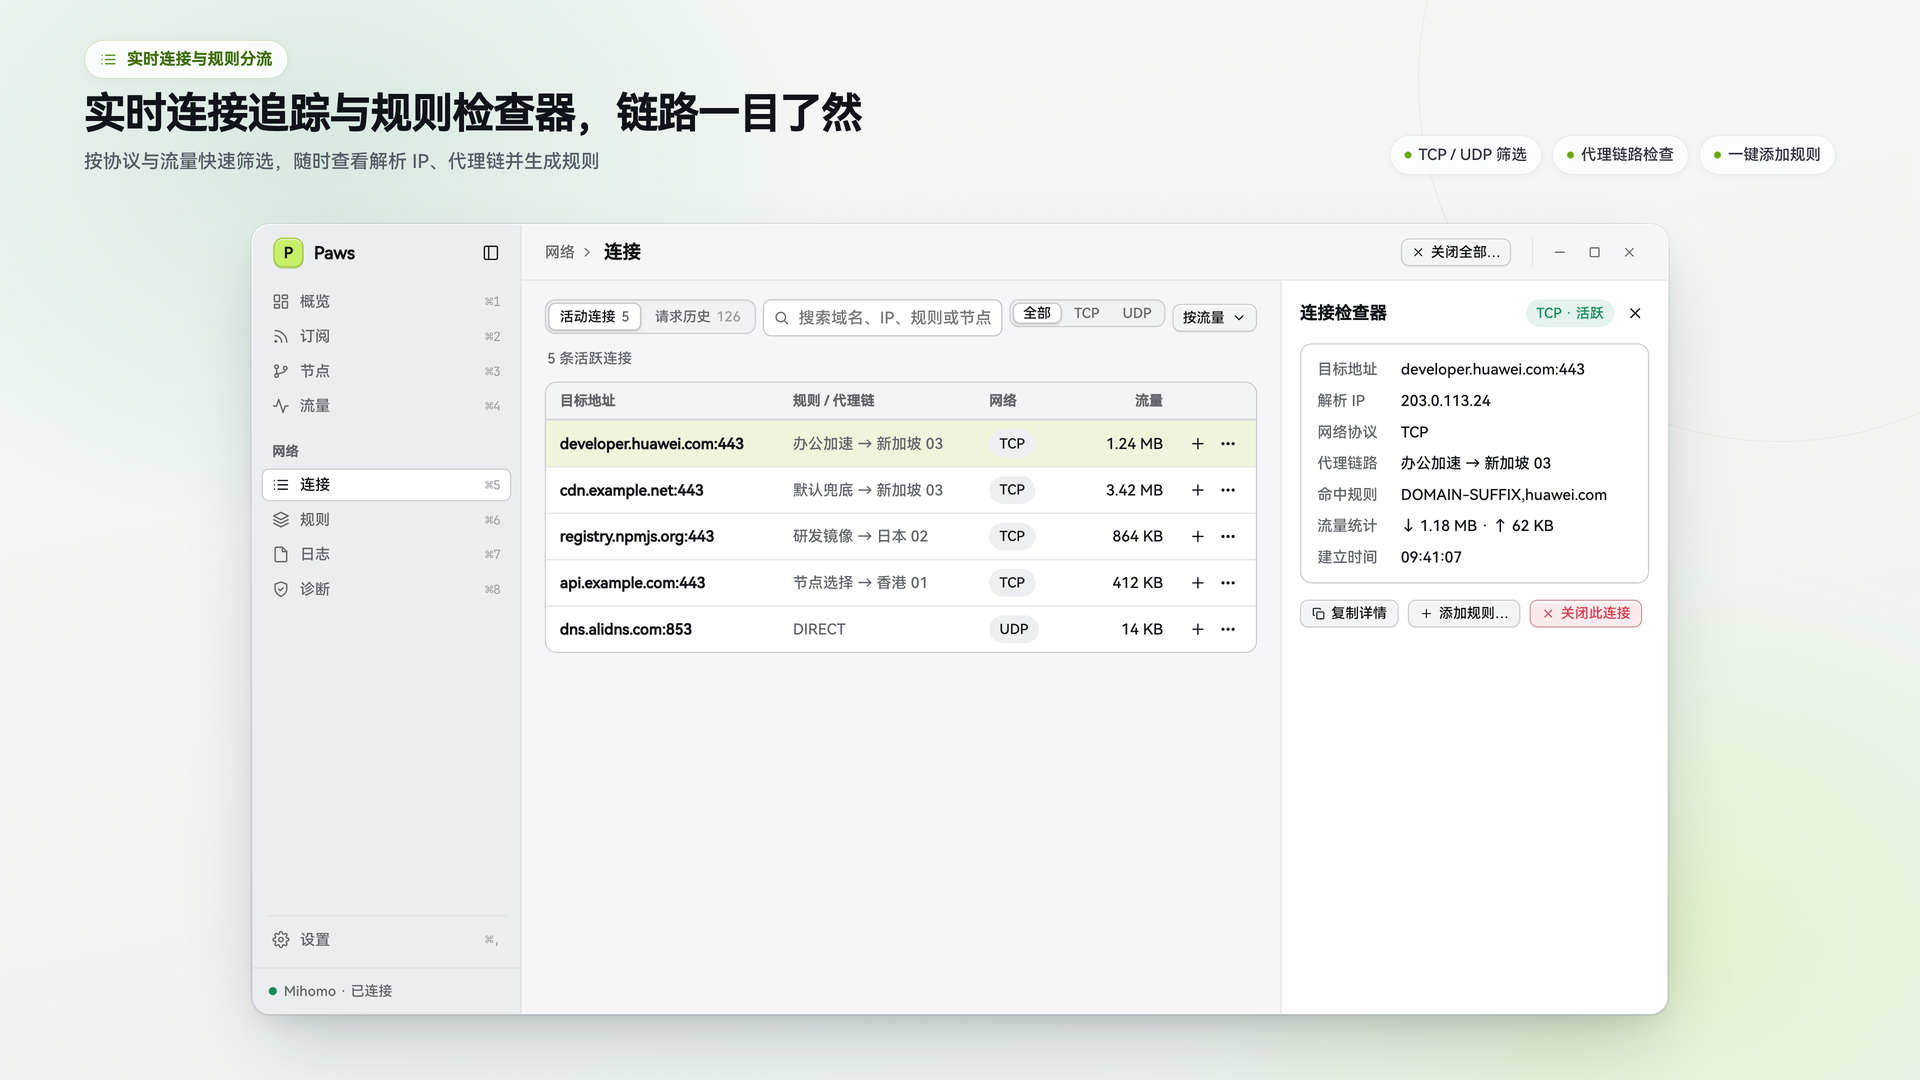 实时连接与规则分流
实时连接追踪与规则检查器，链路一目了然
按协议与流量快速筛选，随时查看解析 IP、代理链并生成规则
TCP / UDP 筛选
代理链路检查
一键添加规则
P Paws
概览 ⌘1
订阅 ⌘2
节点 ⌘3
流量 ⌘4
网络
连接 ⌘5
规则 ⌘6
日志 ⌘7
诊断 ⌘8
设置 ⌘,
Mihomo · 已连接
网络 > 连接
关闭全部...
活动连接 5 请求历史 126
搜索域名、IP、规则或节点
全部 TCP UDP
按流量
5 条活跃连接
目标地址 规则 / 代理链 网络 流量
developer.huawei.com:443 办公加速 → 新加坡 03 TCP 1.24 MB
cdn.example.net:443 默认兜底 → 新加坡 03 TCP 3.42 MB
registry.npmjs.org:443 研发镜像 → 日本 02 TCP 864 KB
api.example.com:443 节点选择 → 香港 01 TCP 412 KB
dns.alidns.com:853 DIRECT UDP 14 KB
连接检查器 TCP · 活跃
目标地址 developer.huawei.com:443
解析 IP 203.0.113.24
网络协议 TCP
代理链路 办公加速 → 新加坡 03
命中规则 DOMAIN-SUFFIX,huawei.com
流量统计 ↓ 1.18 MB · ↑ 62 KB
建立时间 09:41:07
复制详情 添加规则... 关闭此连接